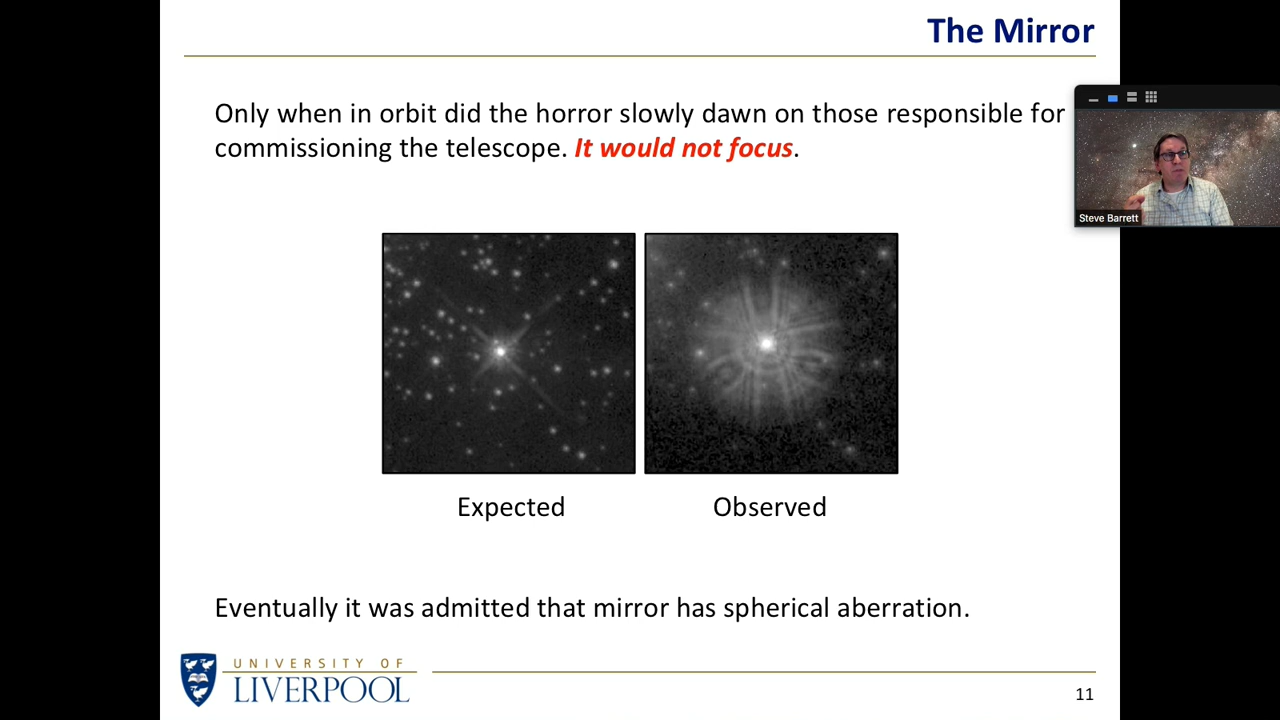 The Mirror
Only when in orbit did the horror slowly dawn on those responsible for
commissioning the telescope. It would not focus.
Steve Barrett
Expected
Observed
Eventually it was admitted that mirror has spherical aberration.
UNIVERSITY OF
LIVERPOOL
11